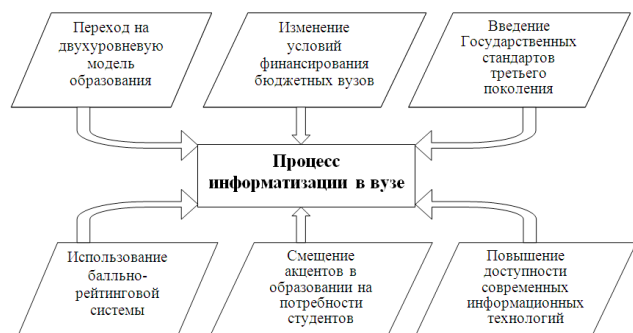 Переход на
двухуровневую
модель
образования
Изменение
условий
финансирования
бюджетных вузов
Введение
Государственных
стандартов
третьего
поколения
Процесс
информатизации в вузе
Использование
балльно-
рейтинговой
системы
Смещение
акцентов в
образовании на
потребности
студентов
Повышение
доступности
современных
информационных
технологий